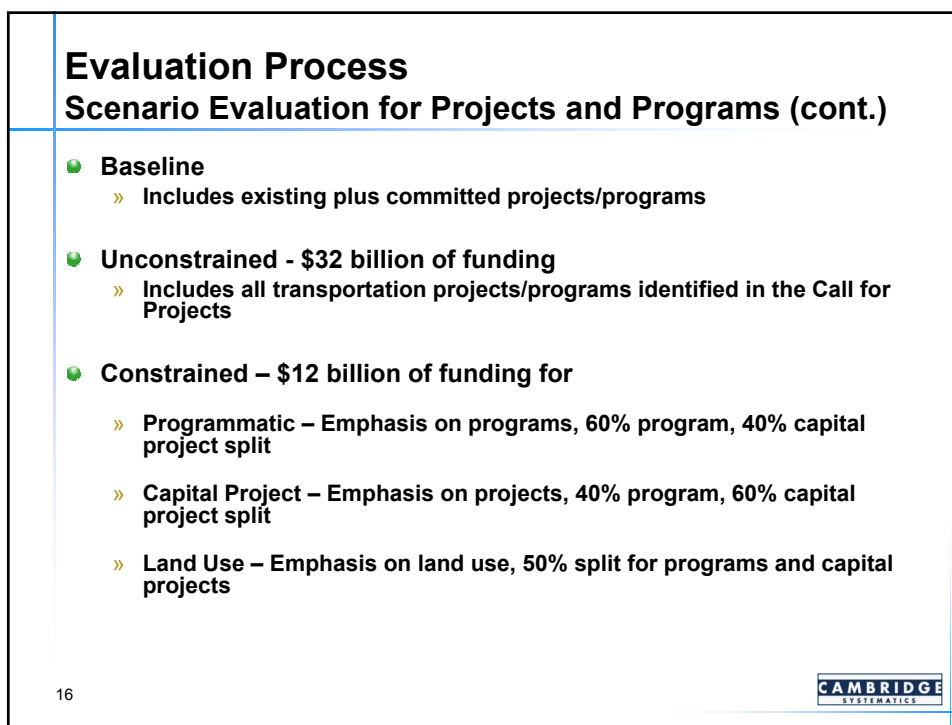 Evaluation Process
Scenario Evaluation for Projects and Programs (cont.)
Baseline
» Includes existing plus committed projects/programs
Unconstrained - $32 billion of funding
» Includes all transportation projects/programs identified in the Call for
Projects
Constrained – $12 billion of funding for
» Programmatic – Emphasis on programs, 60% program, 40% capital
project split
» Capital Project – Emphasis on projects, 40% program, 60% capital
project split
» Land Use – Emphasis on land use, 50% split for programs and capital
projects
16
CAMBRIDGE
SYSTEMATICS